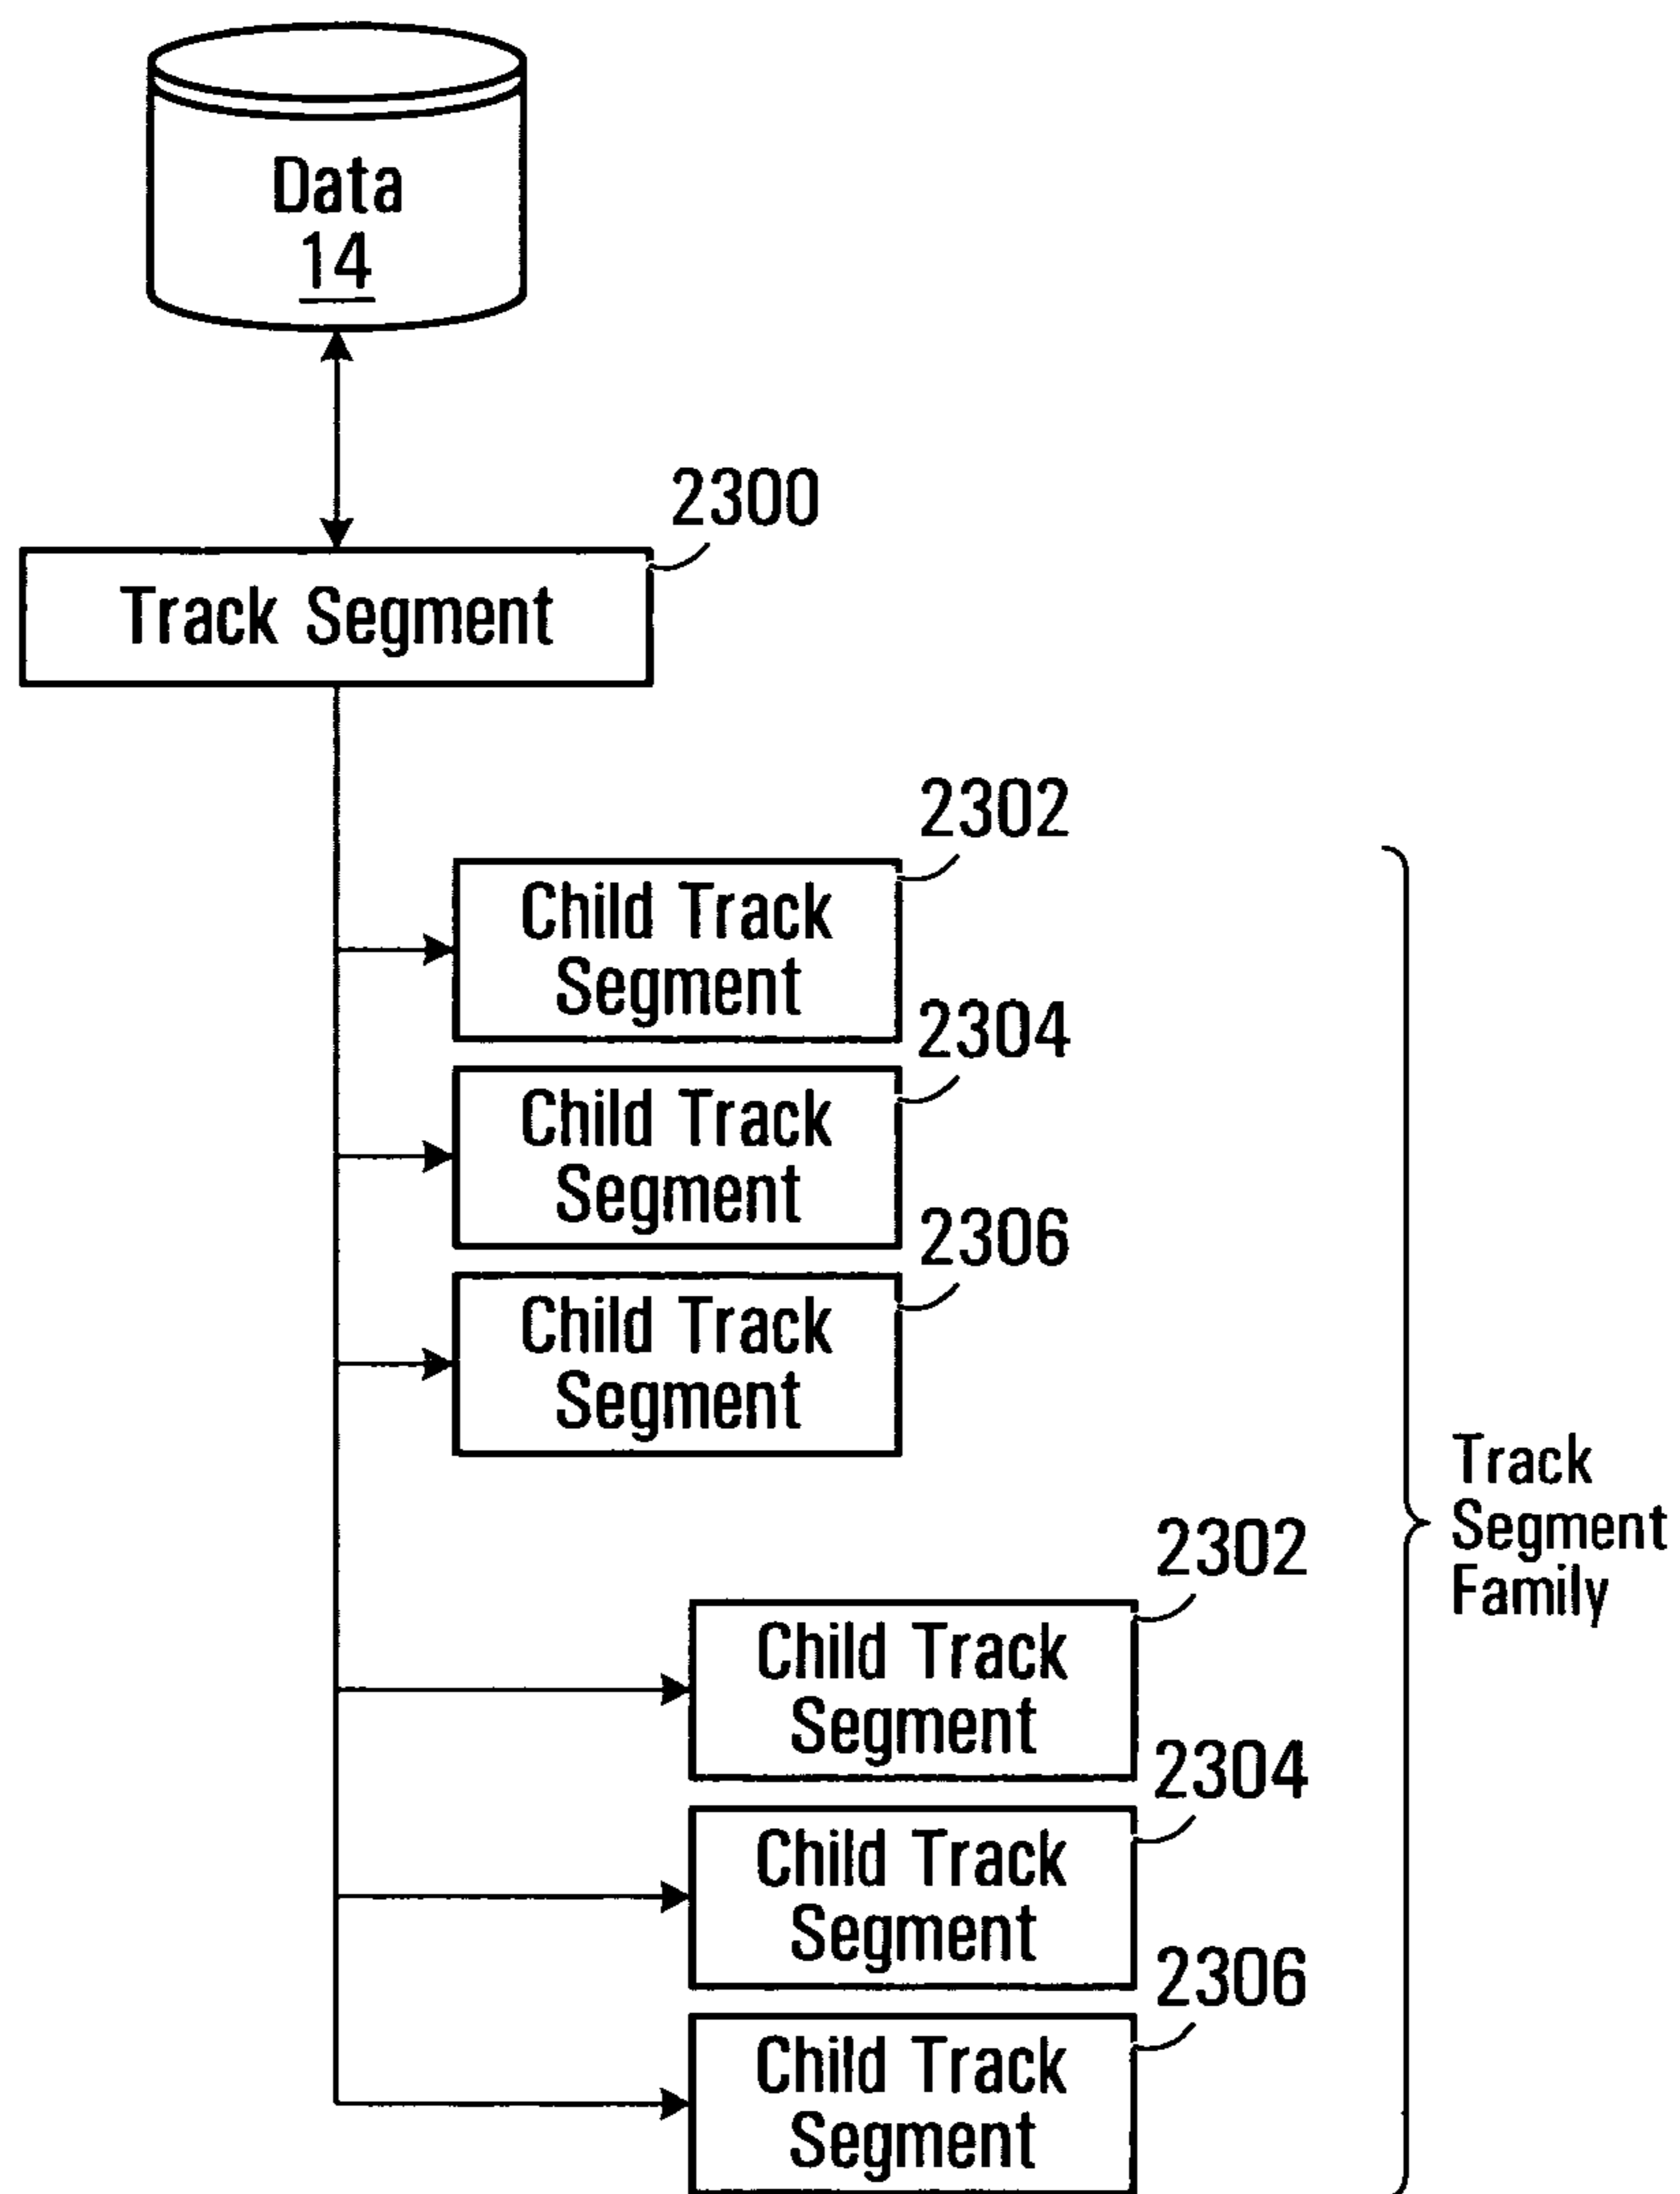 Data
14
2300
Track Segment
2302
Child Track
Segment
2304
Child Track
Segment
2306
Child Track
Segment
Track
Segment
Family
2302
Child Track
Segment
2304
Child Track
Segment
2306
Child Track
Segment